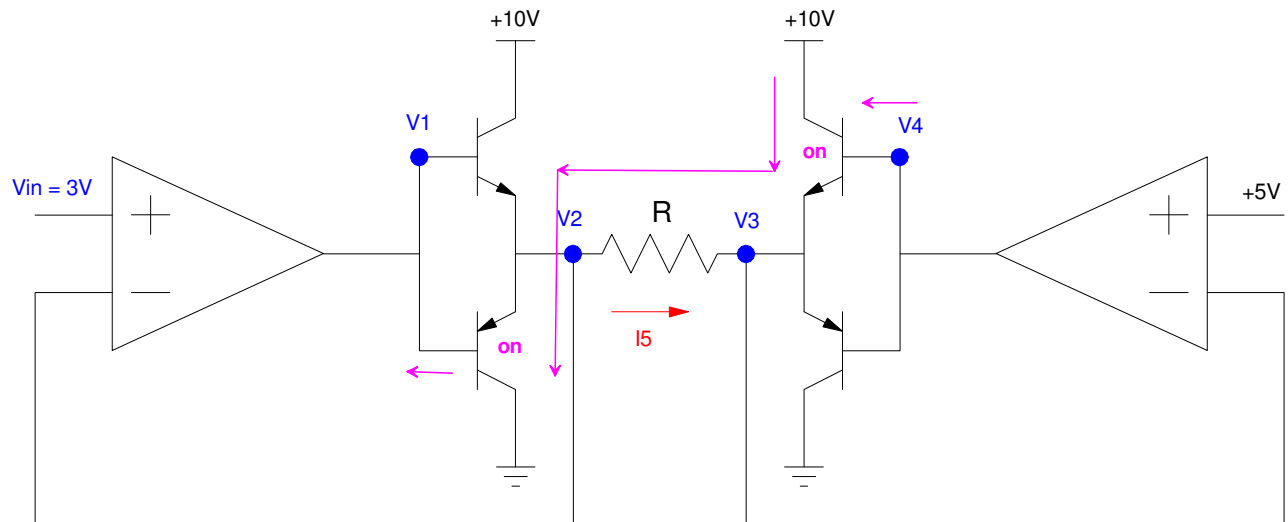 +10V
+10V
V1
V4
on
Vin = 3V
+5V
V2
R
V3
I5
on